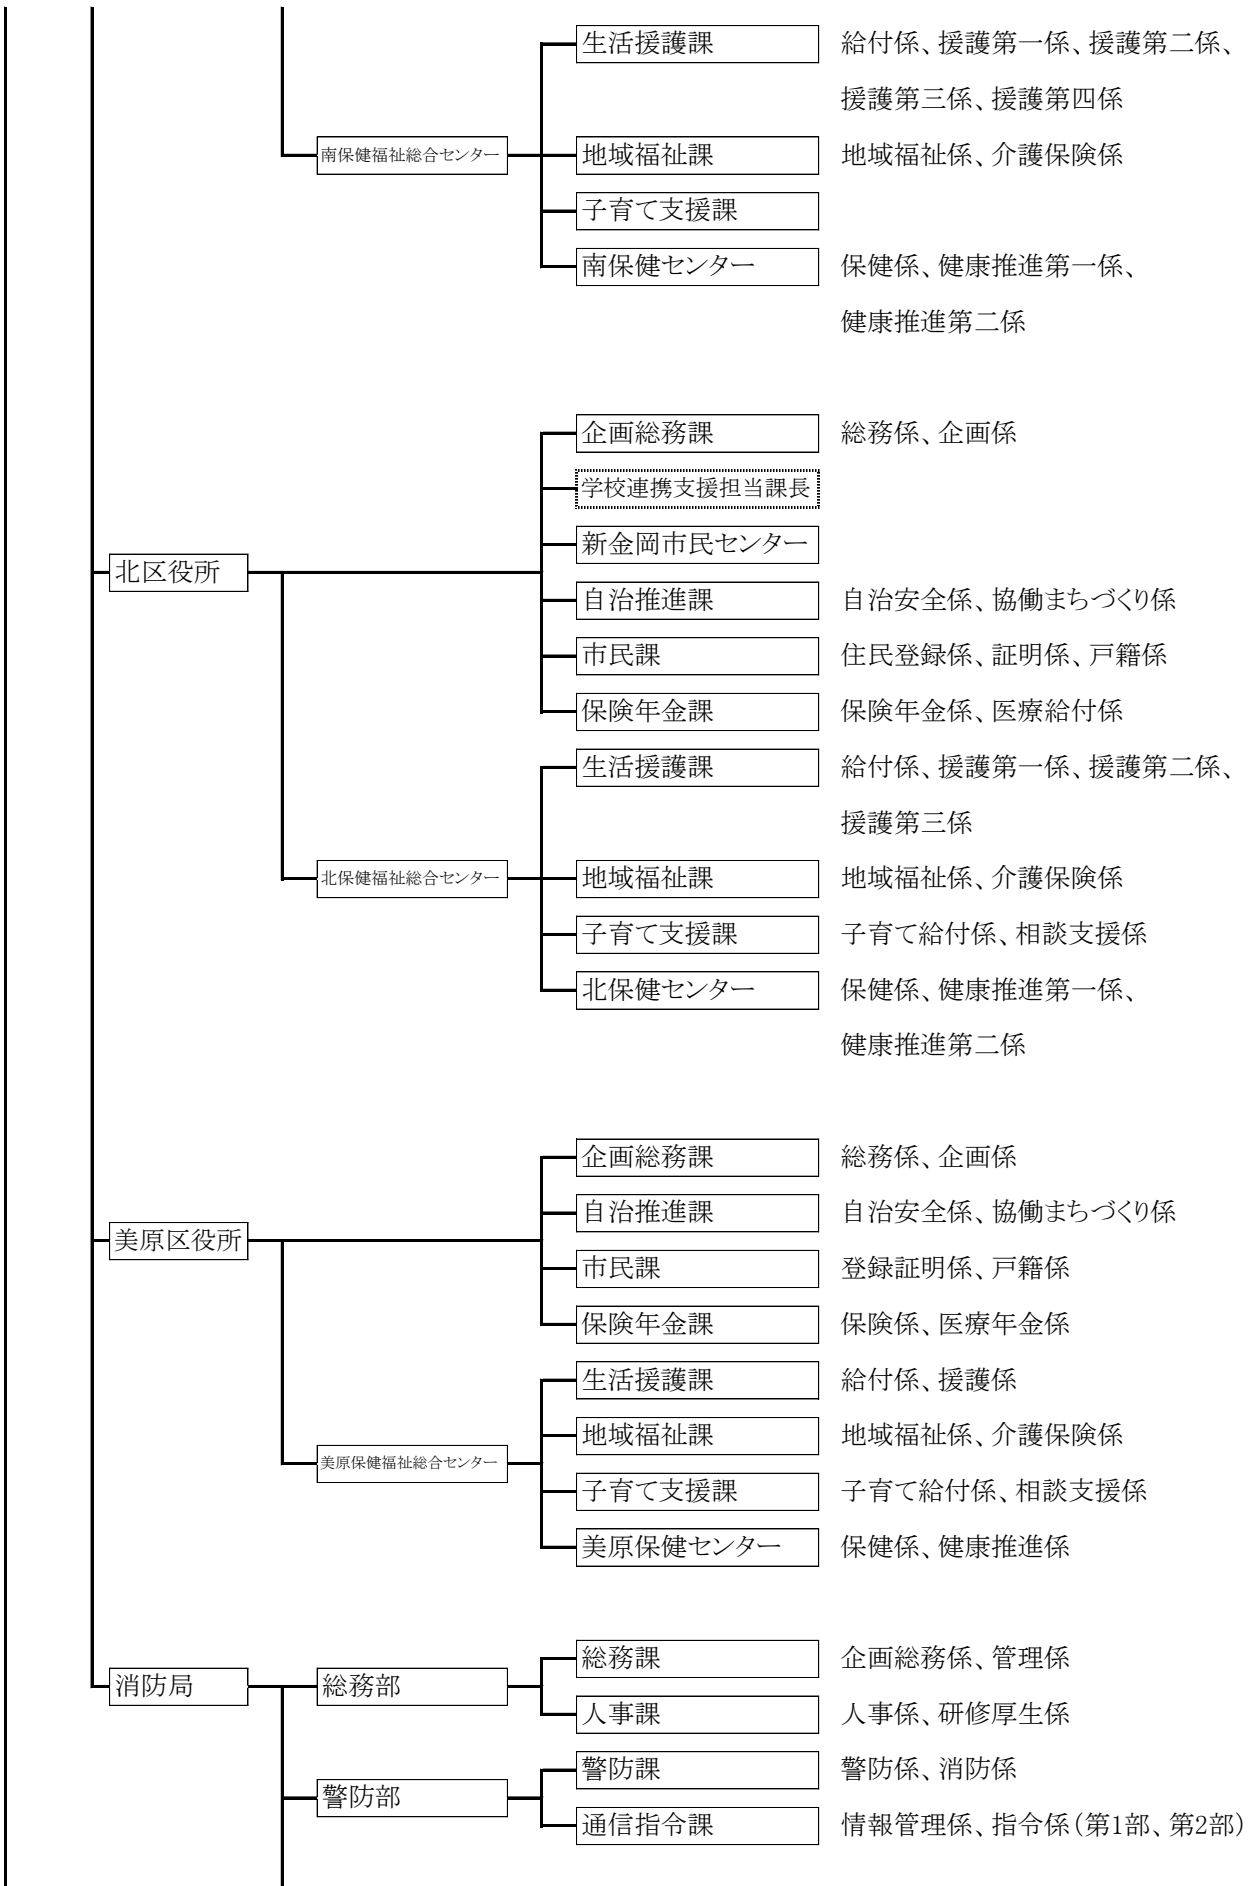 生活援護課 給付係、援護第一係、援護第二係、
援護第三係、援護第四係
南保健福祉総合センター 地域福祉課 地域福祉係、介護保険係
子育て支援課
南保健センター 保健係、健康推進第一係、
健康推進第二係
企画総務課 総務係、企画係
学校連携支援担当課長
新金岡市民センター
北区役所
自治推進課 自治安全係、協働まちづくり係
市民課 住民登録係、証明係、戸籍係
保険年金課 保険年金係、医療給付係
生活援護課 給付係、援護第一係、援護第二係、
援護第三係
北保健福祉総合センター 地域福祉課 地域福祉係、介護保険係
子育て支援課 子育て給付係、相談支援係
北保健センター 保健係、健康推進第一係、
健康推進第二係
企画総務課 総務係、企画係
自治推進課 自治安全係、協働まちづくり係
美原区役所
市民課 登録証明係、戸籍係
保険年金課 保険係、医療年金係
生活援護課 給付係、援護係
地域福祉課 地域福祉係、介護保険係
美原保健福祉総合センター
子育て支援課 子育て給付係、相談支援係
美原保健センター 保健係、健康推進係
総務課 企画総務係、管理係
消防局 総務部
人事課 人事係、研修厚生係
警防課 警防係、消防係
警防部
通信指令課 情報管理係、指令係(第1部、第2部)